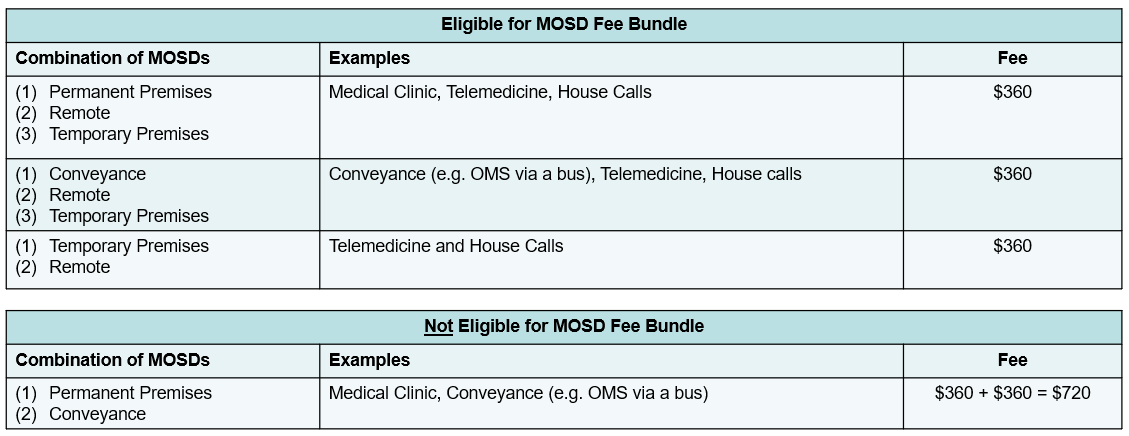 Eligible for MOSD Fee Bundle
Combination of MOSDs Examples Fee
(1) Permanent Premises Medical Clinic, Telemedicine, House Calls $360
(2) Remote
(3) Temporary Premises
(1) Conveyance Conveyance (e.g. OMS via a bus), Telemedicine, House calls $360
(2) Remote
(3) Temporary Premises
(1) Temporary Premises Telemedicine and House Calls $360
(2) Remote
Not Eligible for MOSD Fee Bundle
Combination of MOSDs Examples Fee
(1) Permanent Premises Medical Clinic, Conveyance (e.g. OMS via a bus) $360 + $360 = $720
(2) Conveyance